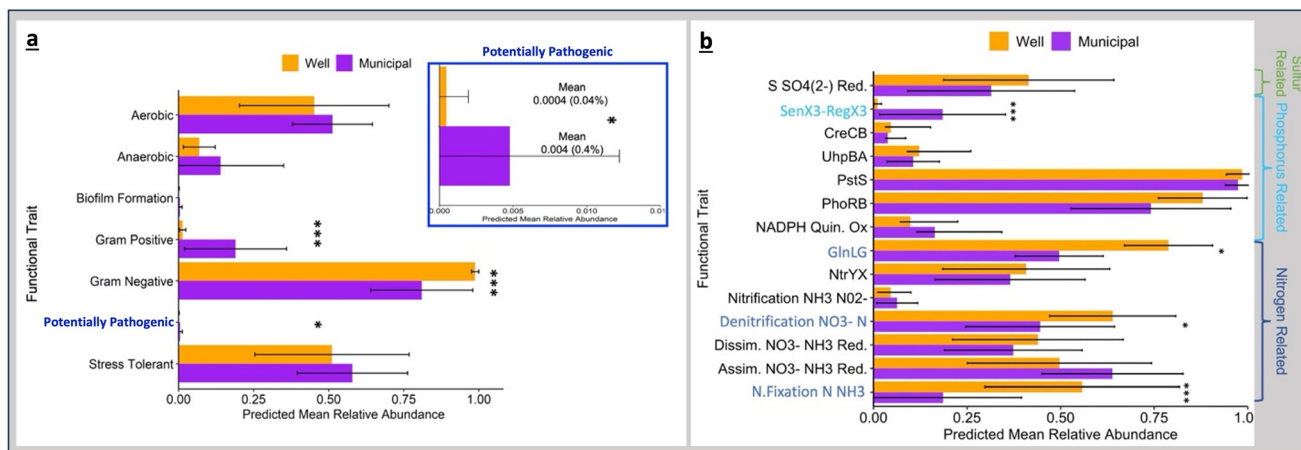 a
Well
Municipal
Potentially Pathogenic
Mean
0.0004 (0.04%)
*
Mean
0.004 (0.4%)
0.000
0.005
0.010
0.01
Predicted Mean Relative Abundance
Functional Trait
Aerobic
Anaerobic
Biofilm Formation
Gram Positive
***
Gram Negative
***
Potentially Pathogenic
*
Stress Tolerant
0.00
0.25
0.50
0.75
1.00
Predicted Mean Relative Abundance
b
Well
Municipal
Functional Trait
S SO4(2-) Red.
SenX3-RegX3
***
CreCB
UhpBA
PstS
PhoRB
NADPH Quin. Ox
GlnLG
*
NtrYX
Nitrification NH3 N02-
Denitrification NO3- N
*
Dissim. NO3- NH3 Red.
Assim. NO3- NH3 Red.
N.Fixation N NH3
***
0.00
0.25
0.50
0.75
1.0
Predicted Mean Relative Abundance
Sulfur
Related
Phosphorus Related
Nitrogen Related